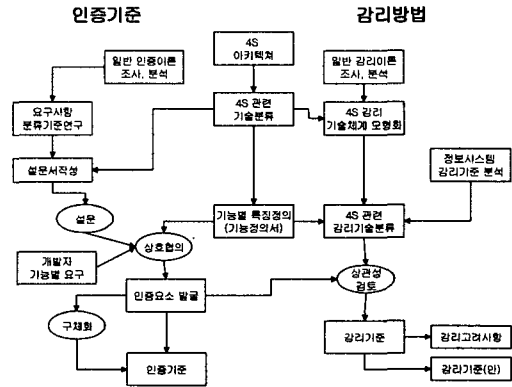 인증기준
감리방법
4S
아키텍쳐
일반 인증이론
조사, 분석
일반 감리이론
조사, 분석
요구사항
분류기준연구
4S 관련
기술분류
4S 감리
기술체계 모형화
설문서작성
정보시스템
감리기준 분석
설문
기능별 특징정의
(기능정의서)
4S 관련
감리기술분류
상호협의
개발자
기능별 요구
상관성
검토
인증요소 발굴
구체화
감리기준
감리고려사항
인증기준
감리기준(안)